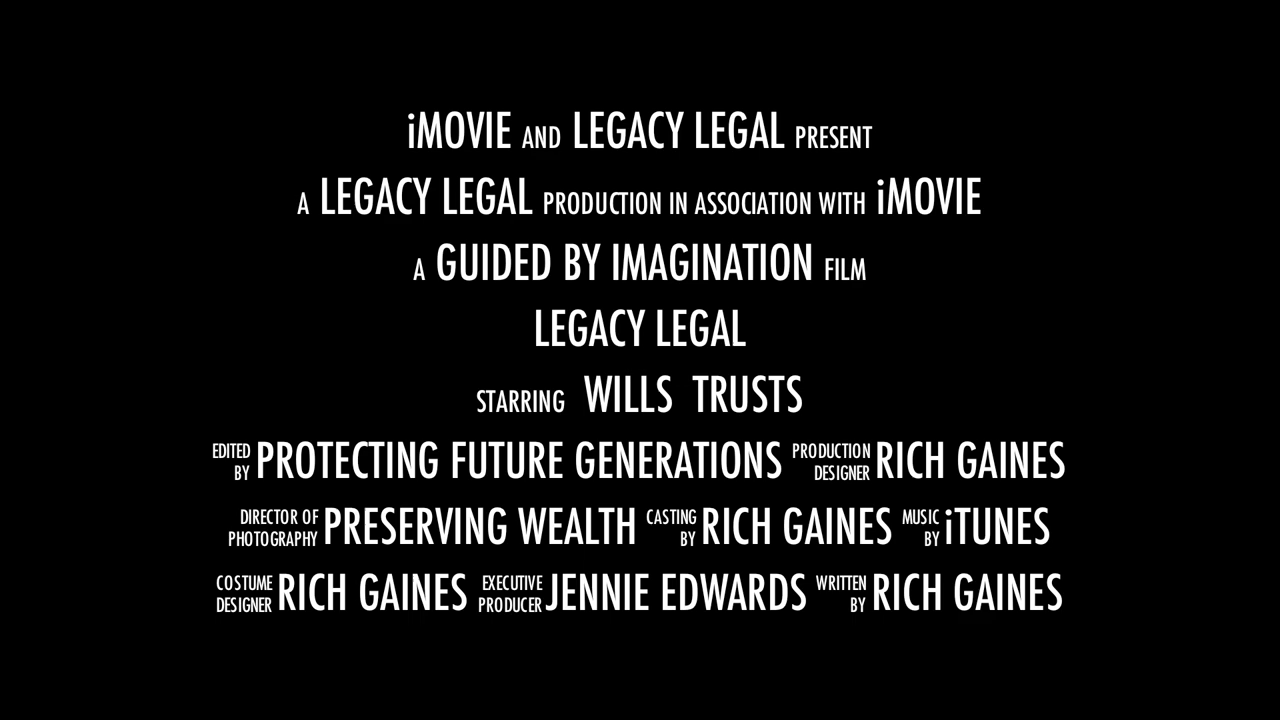 iMOVIE AND LEGACY LEGAL PRESENT
A LEGACY LEGAL PRODUCTION IN ASSOCIATION WITH iMOVIE
A GUIDED BY IMAGINATION FILM
LEGACY LEGAL
STARRING WILLS TRUSTS
EDITED BY PROTECTING FUTURE GENERATIONS PRODUCTION DESIGNER RICH GAINES
DIRECTOR OF PHOTOGRAPHY PRESERVING WEALTH CASTING BY RICH GAINES MUSIC BY iTUNES
COSTUME DESIGNER RICH GAINES EXECUTIVE PRODUCER JENNIE EDWARDS WRITTEN BY RICH GAINES